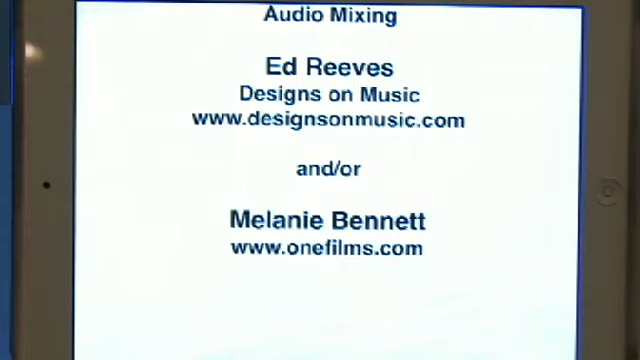 Audio Mixing
Ed Reeves
Designs on Music
www.designsonmusic.com
and/or
Melanie Bennett
www.onefilms.com